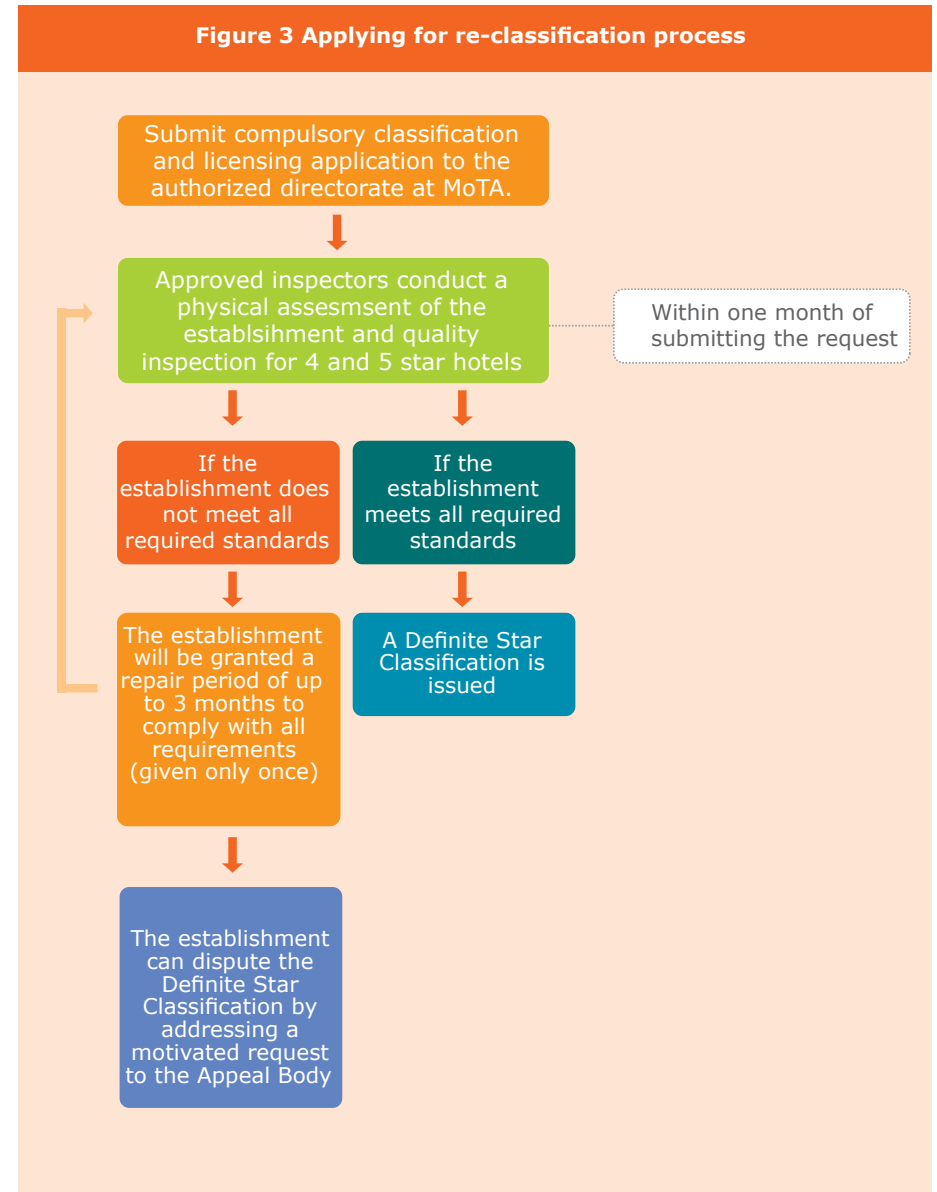 Figure 3 Applying for re-classification process
Submit compulsory classification
and licensing application to the
authorized directorate at MoTA.
Approved inspectors conduct a
physical assesmsent of the
establsihment and quality
inspection for 4 and 5 star hotels
Within one month of
submitting the request
If the
establishment does
not meet all
required standards
If the
establishment
meets all required
standards
The establishment
will be granted a
repair period of up
to 3 months to
comply with all
requirements
(given only once)
A Definite Star
Classification is
issued
The establishment
can dispute the
Definite Star
Classification by
addressing a
motivated request
to the Appeal Body